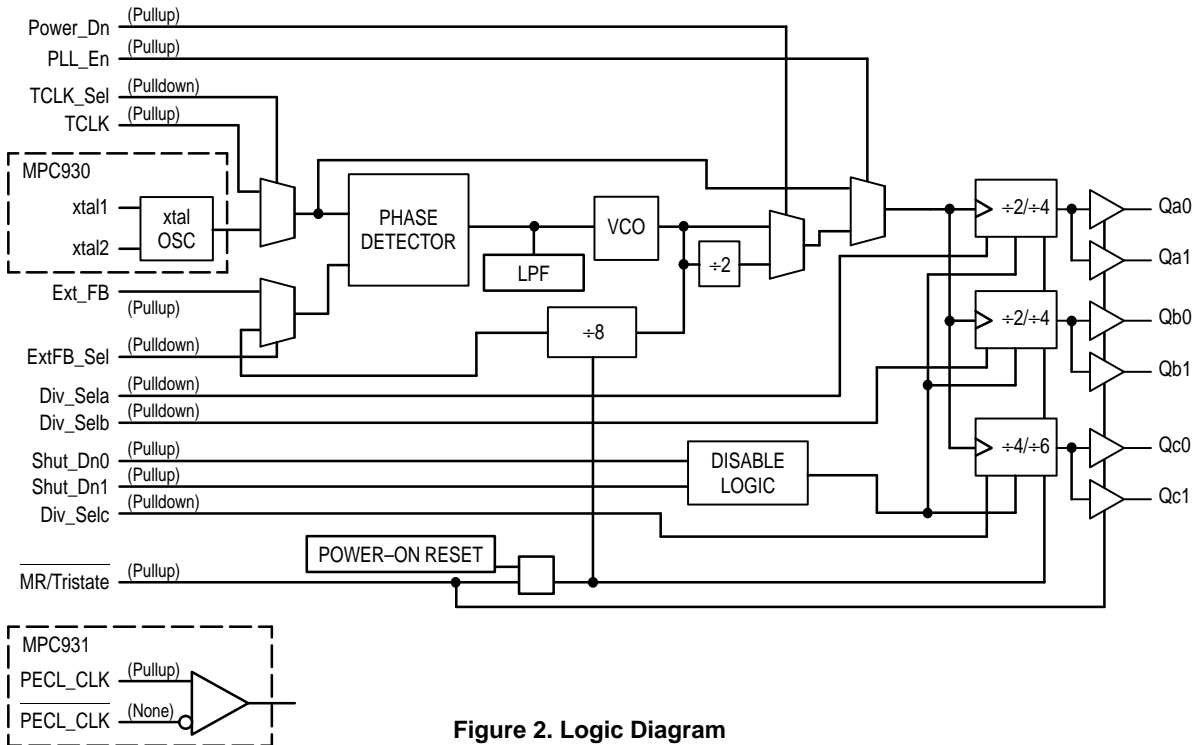 Power_Dn (Pullup)
PLL_En (Pullup)
TCLK_Sel (Pulldown)
TCLK (Pullup)
MPC930
xtal1
xtal2
xtal
OSC
PHASE
DETECTOR
LPF
VCO
÷2
÷8
÷2/÷4
÷2/÷4
÷4/÷6
Qa0
Qa1
Qb0
Qb1
Qc0
Qc1
Ext_FB
(Pullup)
ExtFB_Sel (Pulldown)
Div_Sela (Pulldown)
Div_Selb (Pulldown)
Shut_Dn0 (Pullup)
Shut_Dn1 (Pullup)
Div_Selc (Pulldown)
DISABLE
LOGIC
POWER–ON RESET
MR/Tristate (Pullup)
MPC931
PECL_CLK (Pullup)
PECL_CLK (None)
Figure 2. Logic Diagram